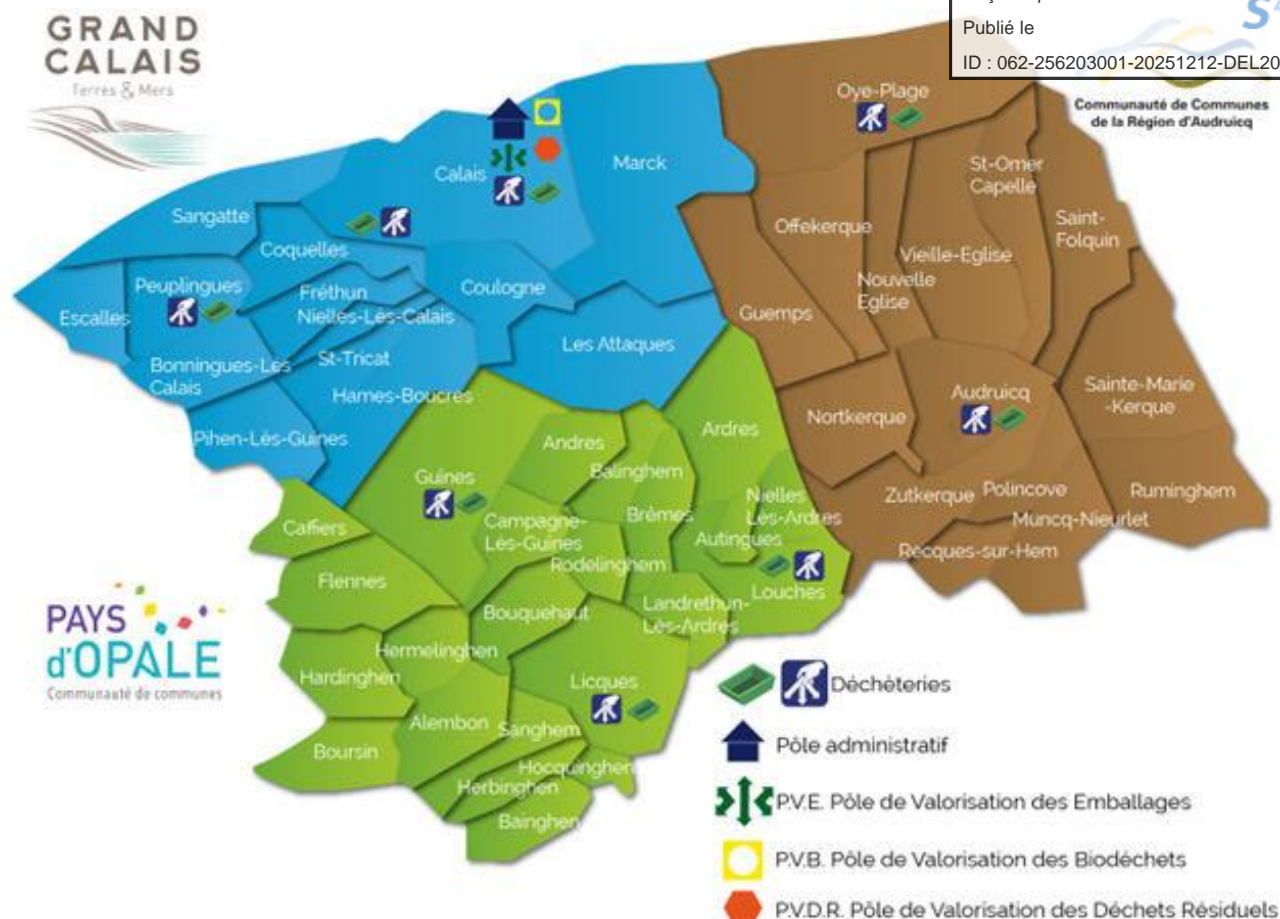 GRAND
CALAIS
Terres & Mers
Publié le
ID : 062-256203001-20251212-DEL20
Communauté de Communes
de la Région d'Audruicq
Oye-Plage
Calais
Marck
St-Omer
Capelle
Sangatte
Offekerque
Saint-
Folquin
Coquelles
Vieille-Eglise
Peuplingues
Fréthun
Coulogne
Nouvelle
Eglise
Escalles
Nielles-Lès-Calais
Guemps
St-Tricat
Les Attaques
Bonningues-Lès
Calais
Hames-Boucres
Audruicq
Sainte-Marie
-Kerque
Pihen-Lès-Guines
Andres
Ardres
Nortkerque
Guînes
Balinghem
Caffiers
Campagne-
Lès-Guines
Brêmes
Nielles
Lès-Ardres
Autingues
Zutkerque
Polincove
Ruminghem
Muncq-Nieurlet
Recques-sur-Hem
Fiennes
Rodelinghem
Louches
Bouquehaut
Landrethun-
Lès-Ardres
PAYS
d'OPALE
Communauté de communes
Hermelinghen
Hardinghen
Licques
Alembon
Sanghem
Boursin
Hocquinghen
Herbinghen
Bainghen
Déchèteries
Pôle administratif
P.V.E. Pôle de Valorisation des Emballages
P.V.B. Pôle de Valorisation des Biodéchets
P.V.D.R. Pôle de Valorisation des Déchets Résiduels